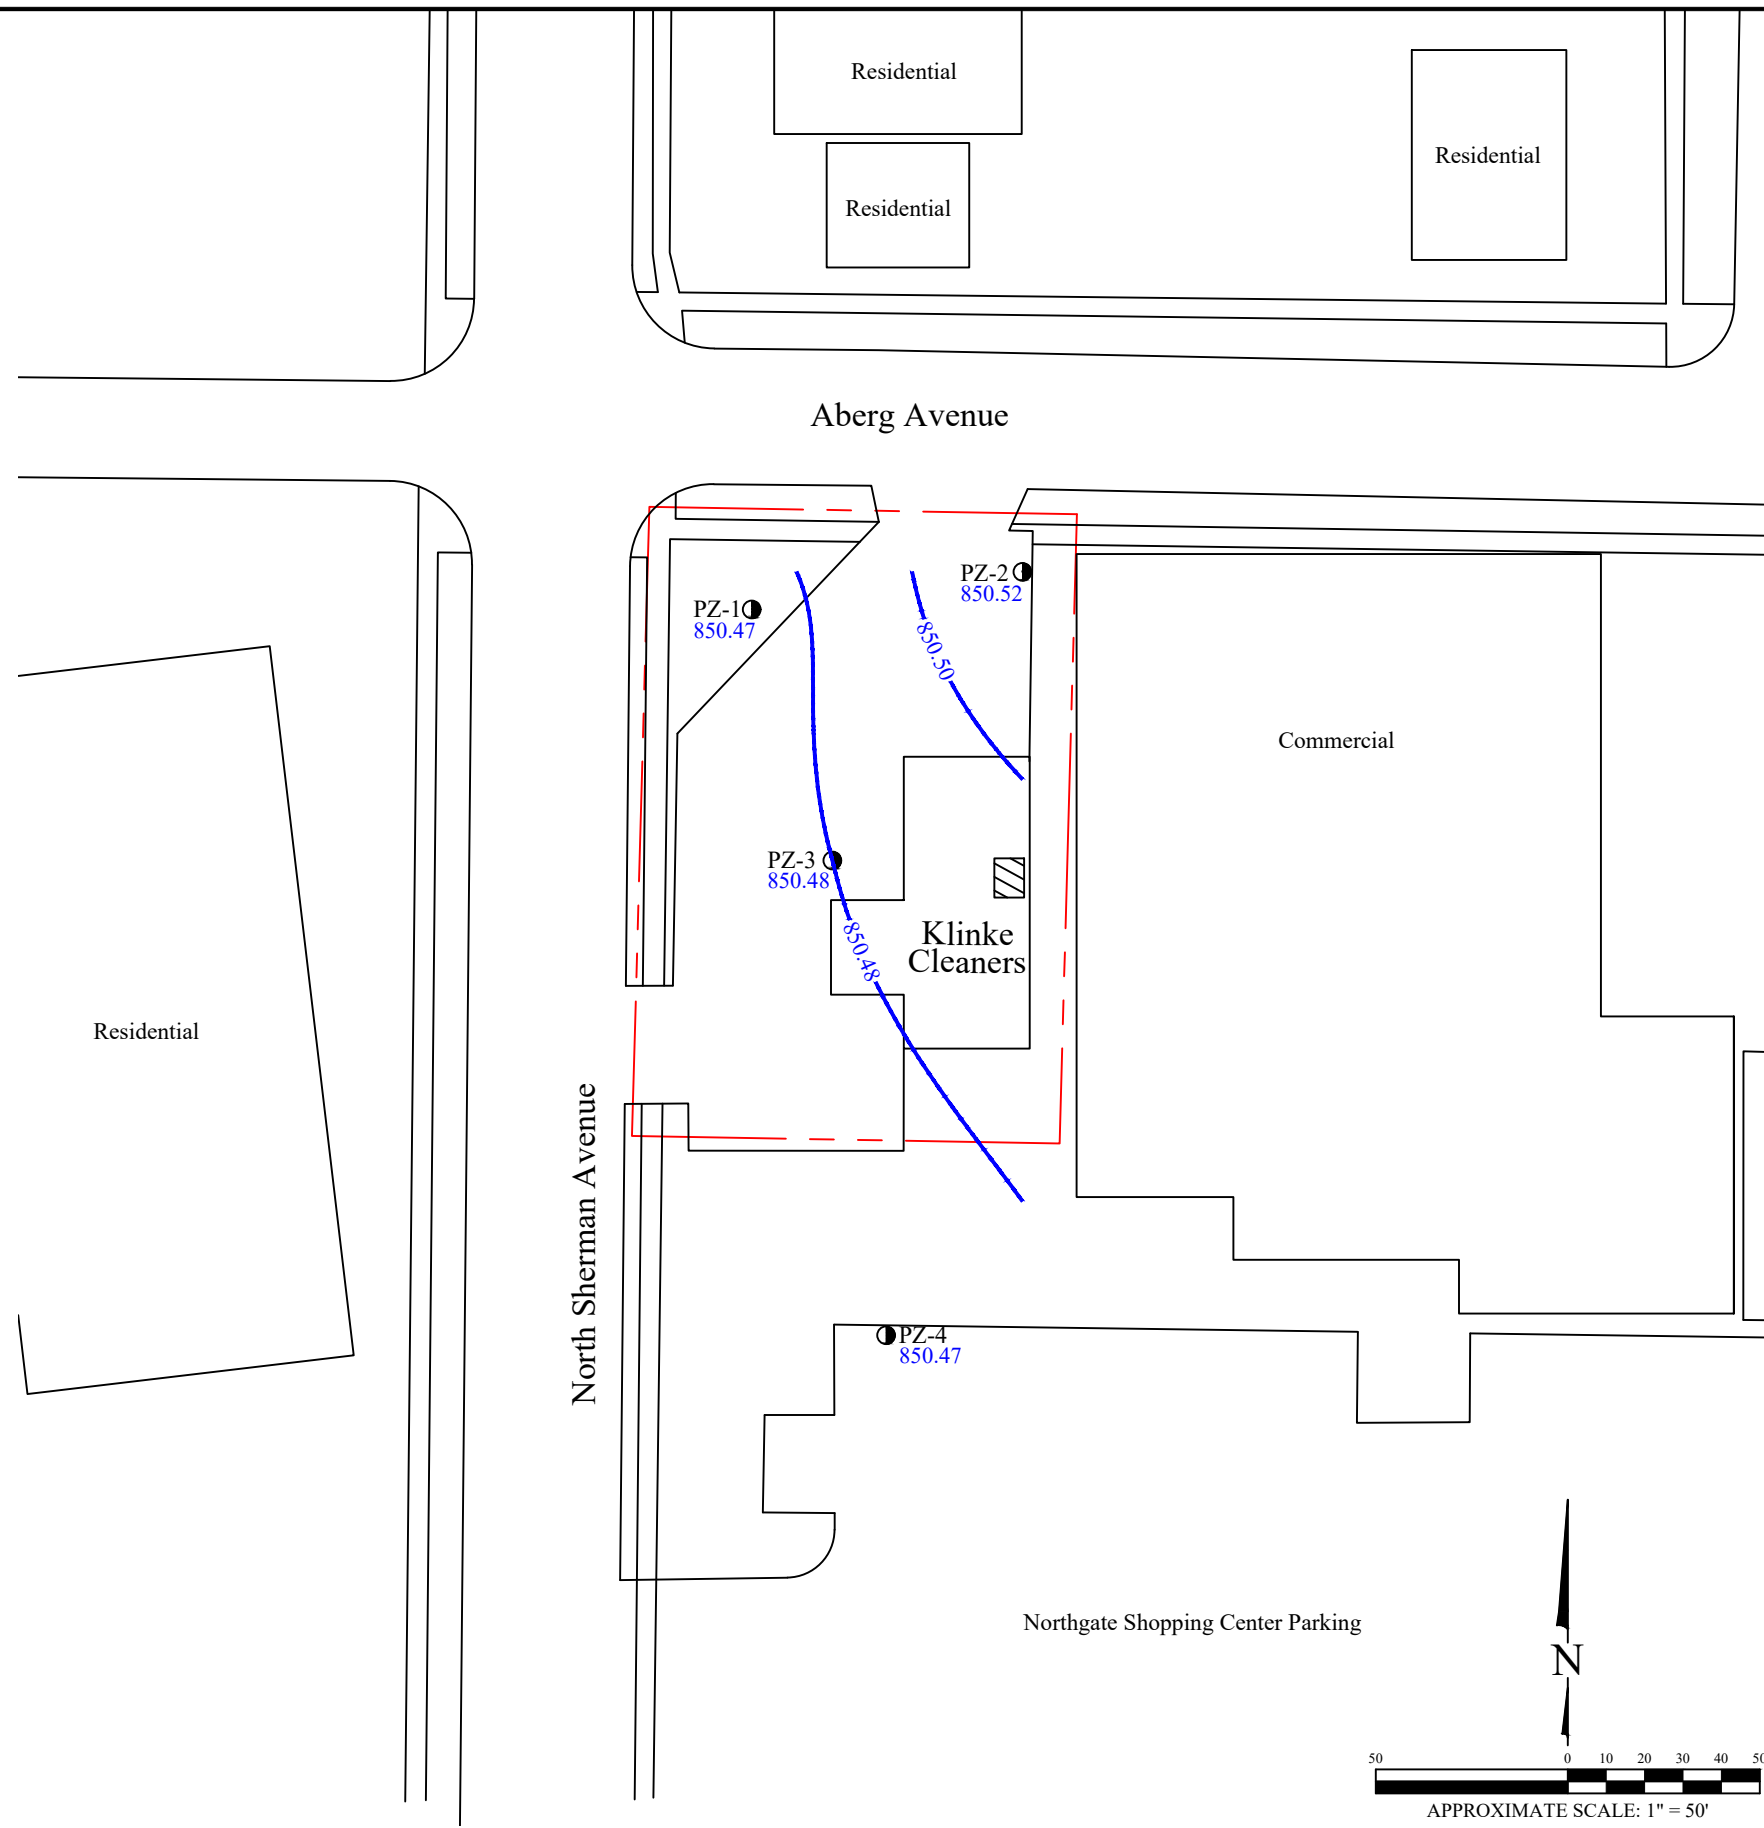 Residential
Residential
Residential
Aberg Avenue
PZ-2
850.52
PZ-1
850.47
850.50
Commercial
PZ-3
850.48
850.48
Klinke
Cleaners
Residential
North Sherman Avenue
PZ-4
850.47
Northgate Shopping Center Parking
N
50 0 10 20 30 40 50
APPROXIMATE SCALE: 1" = 50'